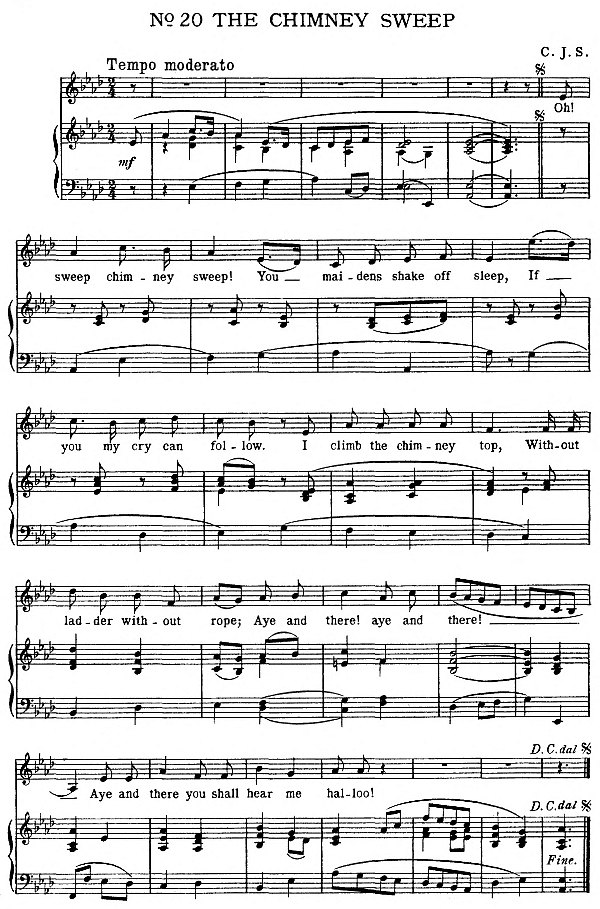 No 20 THE CHIMNEY SWEEP
C. J. S.
Tempo moderato
Oh!
mf
sweep chim - ney sweep! You — mai - dens shake off sleep, If —
you my cry can fol - low. I climb the chim - ney top, With-out
lad - der with - out rope; Aye and there! aye and there!
Aye and there you shall hear me hal - loo!
D. C. dal 𝄋
D. C. dal 𝄋
Fine.